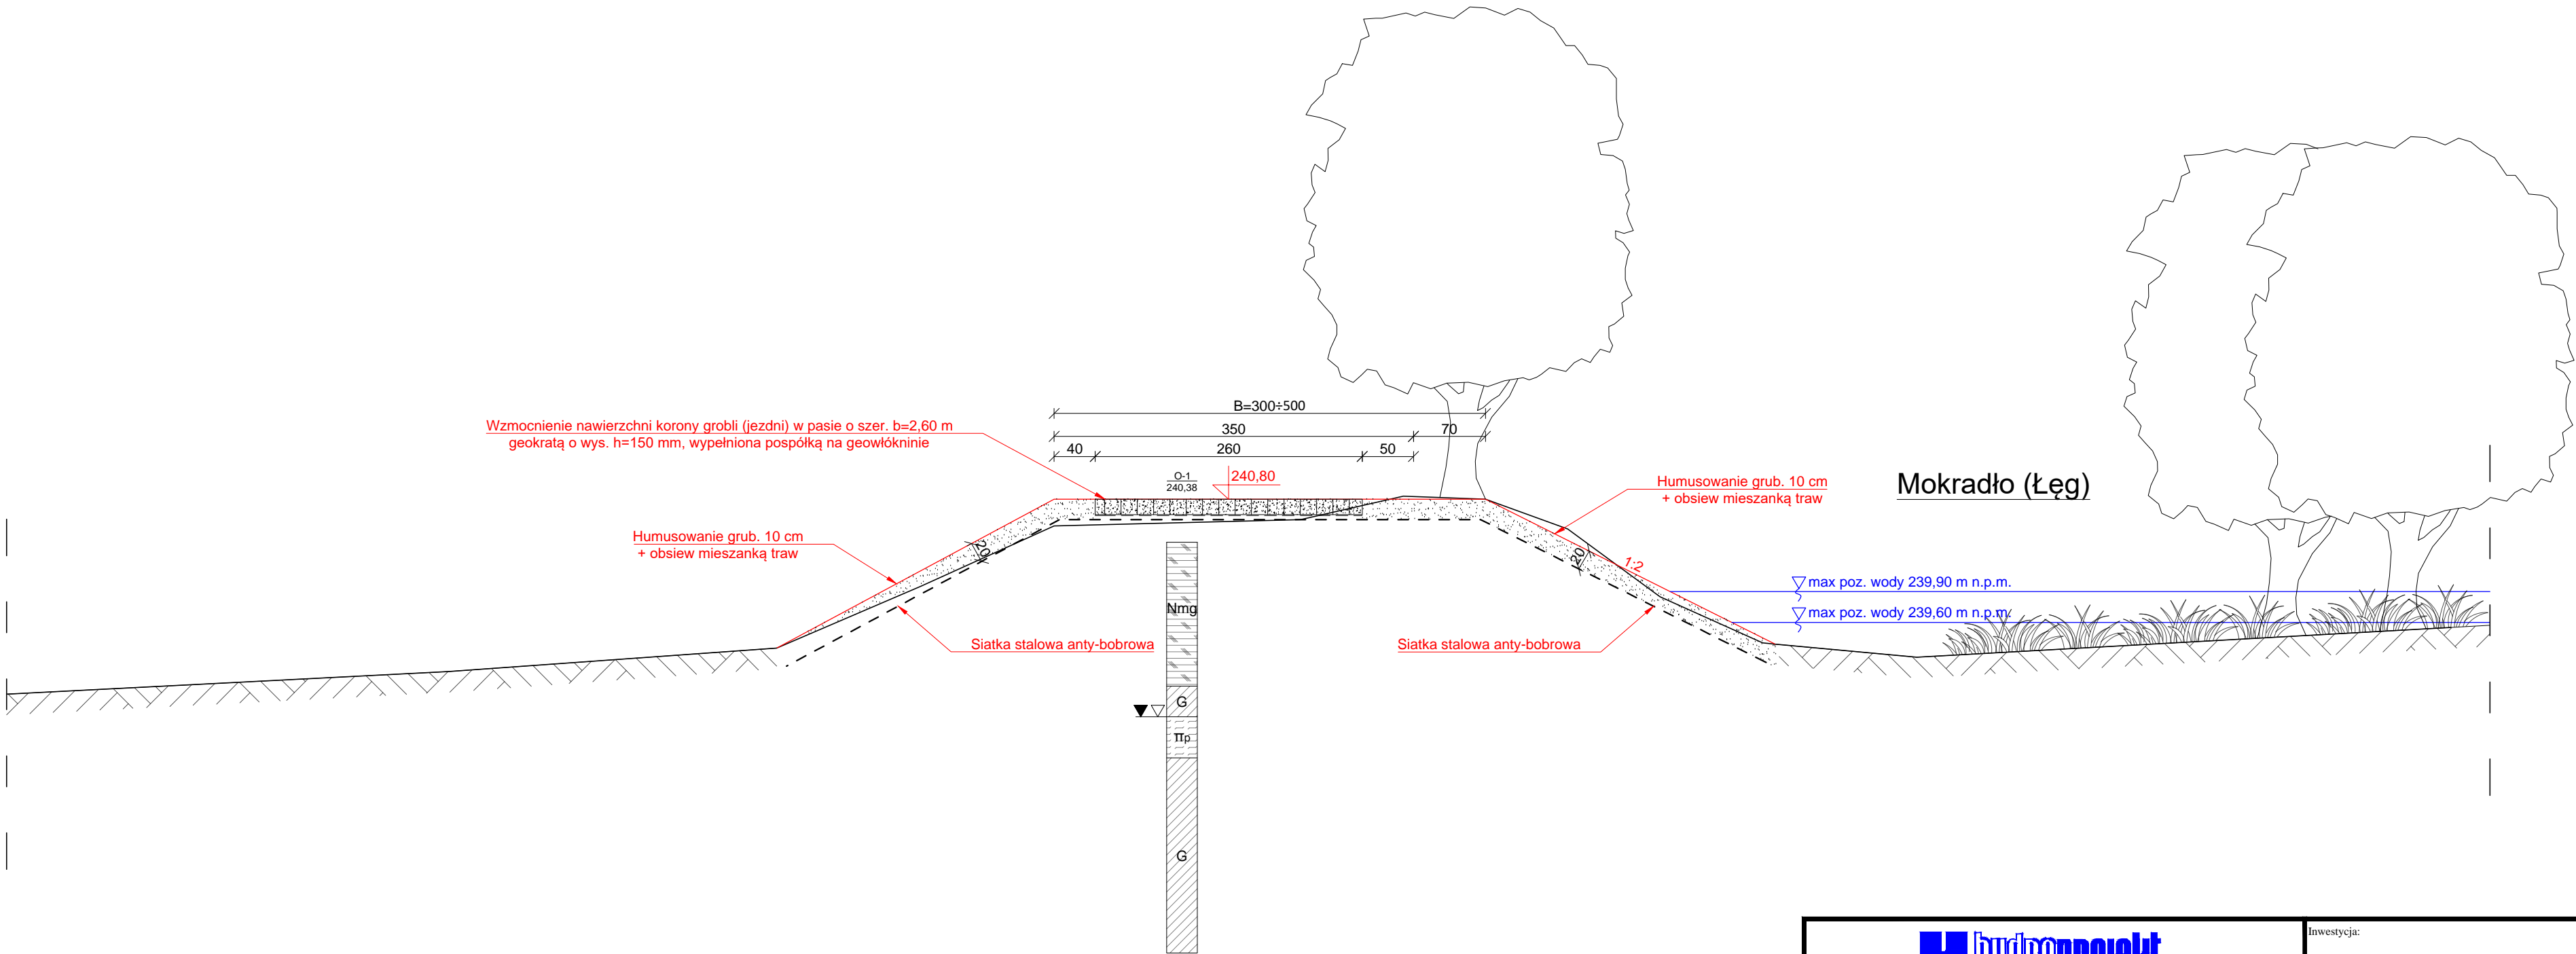 B=300÷500
Wzmocnienie nawierzchni korony grobli (jezdni) w pasie o szer. b=2,60 m
geokratą o wys. h=150 mm, wypełniona pospółką na geowłókninie
350
70
40
260
50
O-1
240,38
240,80
Humusowanie grub. 10 cm
+ obsiew mieszanką traw
Mokradło (Łęg)
Humusowanie grub. 10 cm
+ obsiew mieszanką traw
20
20
1:2
max poz. wody 239,90 m n.p.m.
Nmg
max poz. wody 239,60 m n.p.m.
Siatka stalowa anty-bobrowa
Siatka stalowa anty-bobrowa
G
πp
G
Inwestycja: